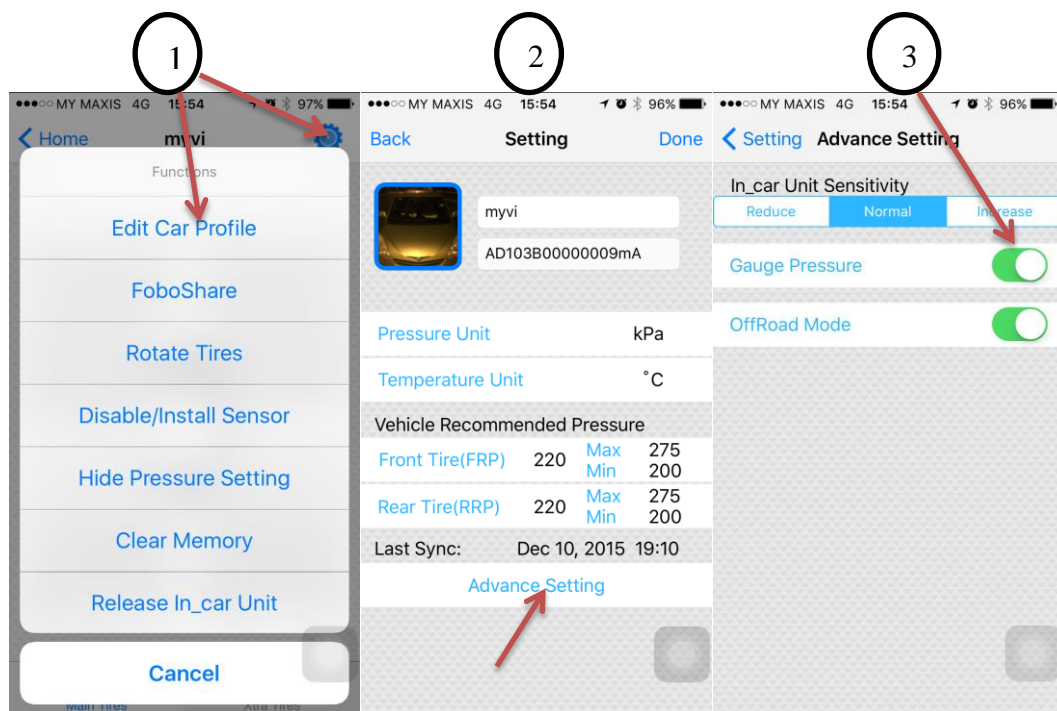 1
MY MAXIS 4G 15:54 97%
Home myvi
Functions
Edit Car Profile
FoboShare
Rotate Tires
Disable/Install Sensor
Hide Pressure Setting
Clear Memory
Release In_car Unit
Cancel
Main Tires Xtra Tires
2
MY MAXIS 4G 15:54 96%
Back Setting Done
myvi
AD103B00000009mA
Pressure Unit kPa
Temperature Unit °C
Vehicle Recommended Pressure
Front Tire(FRP) 220 Max 275
Min 200
Rear Tire(RRP) 220 Max 275
Min 200
Last Sync: Dec 10, 2015 19:10
Advance Setting
3
MY MAXIS 4G 15:54 96%
Setting Advance Setting
In_car Unit Sensitivity
Reduce Normal Increase
Gauge Pressure
OffRoad Mode